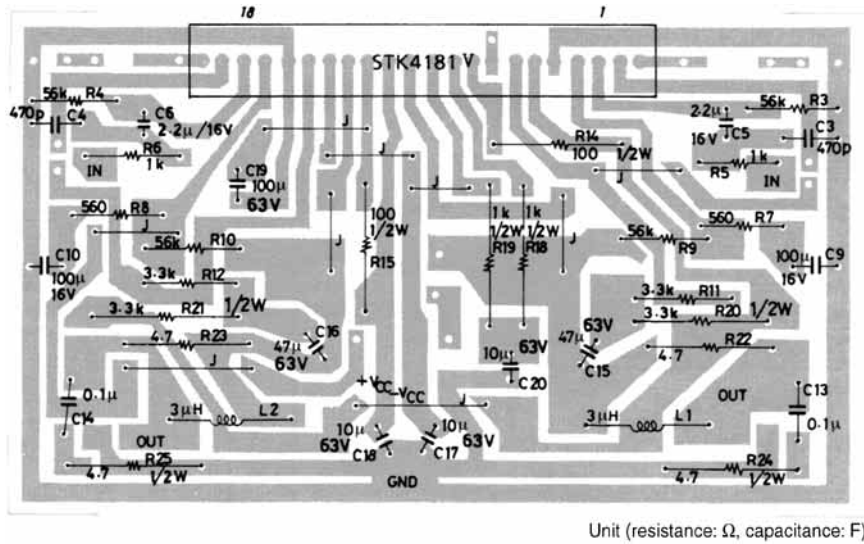 18 1
STK4181V
56k R4
470p C4
C6
2.2μ/16V
R6
1k
IN
C19
100μ
63V
J
J
J
R14
100 1/2W
J
2.2μ
16V C5
56k R3
C3
470p
R5 1k
IN
560 R8
J
56k R10
C10
100μ
16V
3.3k R12
3.3k R21 1/2W
4.7 R23
J
J
100
1/2W
R15
1k 1k
1/2W 1/2W
R19 R18
J
560 R7
56k R9
100μ C9
16V
3.3k R11
3.3k R20 1/2W
4.7 R22
C16
47μ
63V
63V
47μ
C15
63V
10μ
C20
+VCC -VCC
J
0.1μ
C14
3μH L2
OUT
4.7 R25
1/2W
10μ
63V
C18
10μ
63V
C17
GND
OUT
3μH L1
C13
0.1μ
R24
4.7 1/2W
Unit (resistance: Ω, capacitance: F)